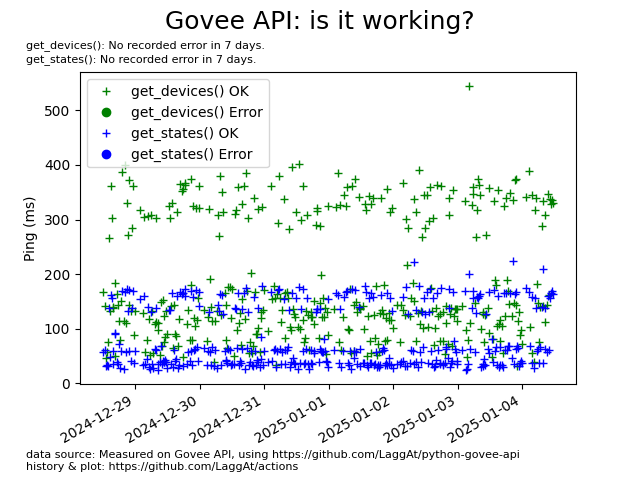 Govee API: is it working?
get_devices(): No recorded error in 7 days.
get_states(): No recorded error in 7 days.
get_devices() OK
get_devices() Error
get_states() OK
get_states() Error
Ping (ms)
500
400
300
200
100
0
2024-12-29
2024-12-30
2024-12-31
2025-01-01
2025-01-02
2025-01-03
2025-01-04
data source: Measured on Govee API, using https://github.com/LaggAt/python-govee-api
history & plot: https://github.com/LaggAt/actions